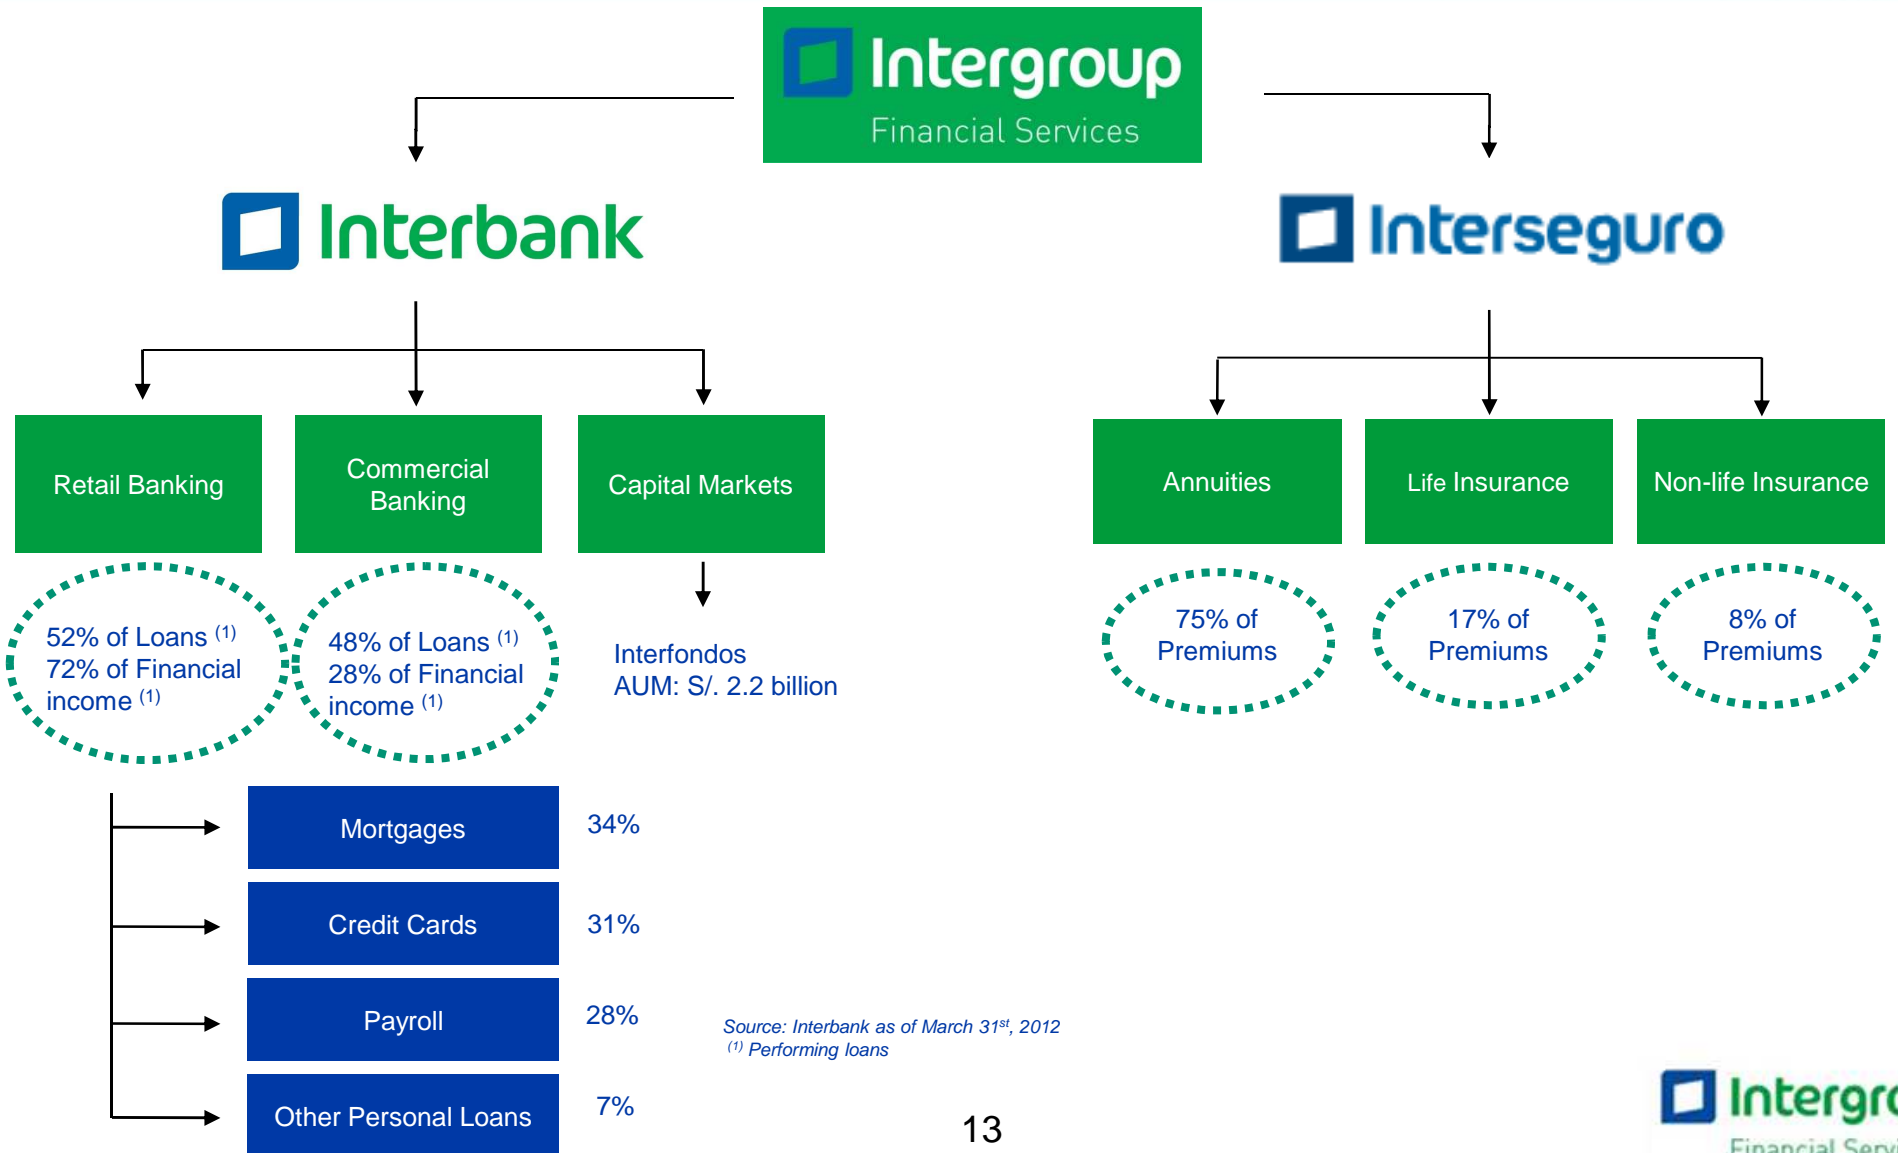 Intergroup
Financial Services
Interbank
Interseguro
Retail Banking
Commercial
Banking
Capital Markets
Annuities
Life Insurance
Non-life Insurance
52% of Loans (1)
72% of Financial
income (1)
48% of Loans (1)
28% of Financial
income (1)
Interfondos
AUM: S/. 2.2 billion
75% of
Premiums
17% of
Premiums
8% of
Premiums
Mortgages
34%
Credit Cards
31%
Payroll
28%
Other Personal Loans
7%
Source: Interbank as of March 31st, 2012
(1) Performing loans
13
Intergro
Financial Servi